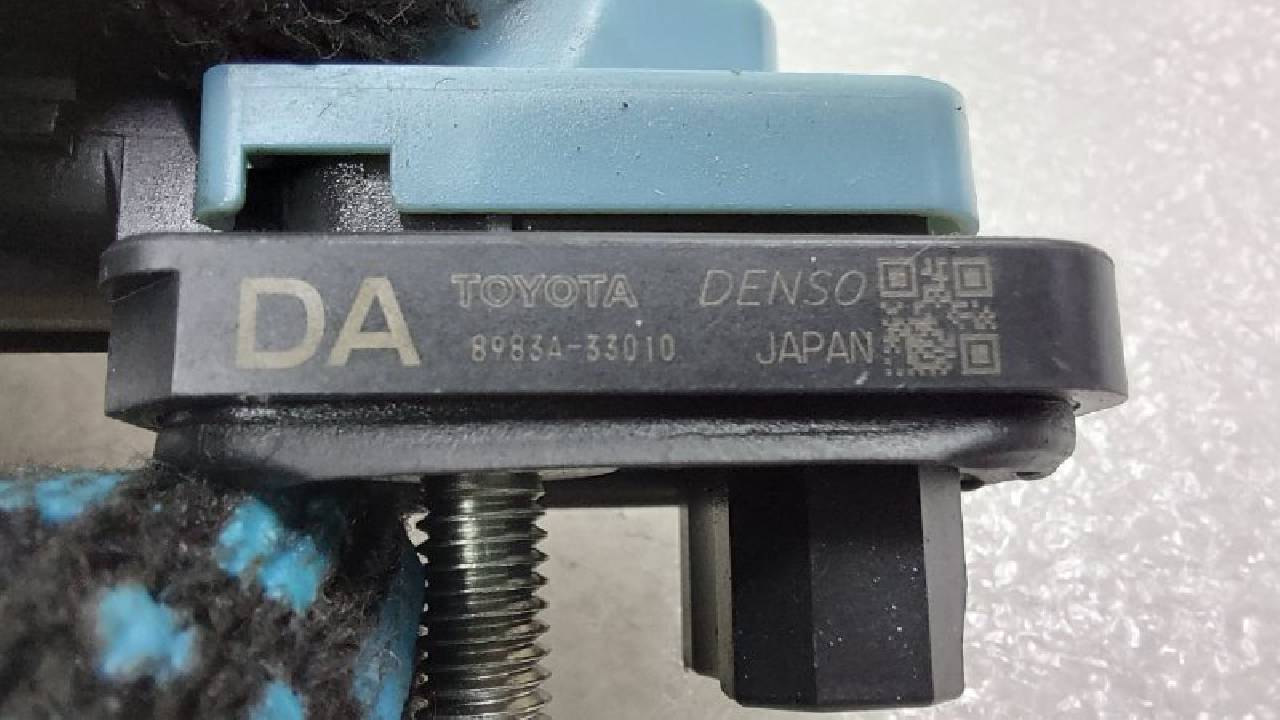 DA TOYOTA DENSO
8983A-33010 JAPAN